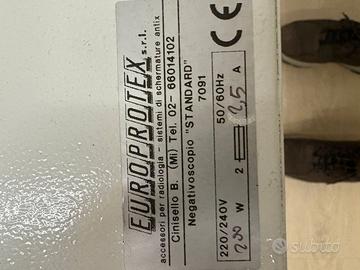 EUROPROTEX s.r.l.
accessori per radiologia - sistemi di schermature antix
Cinisello B. (Mi) Tel. 02- 66014102
Negativoscopio "STANDARD"
7091
220/240V 50/60Hz
200 W 2 2,5 A
CE
subito